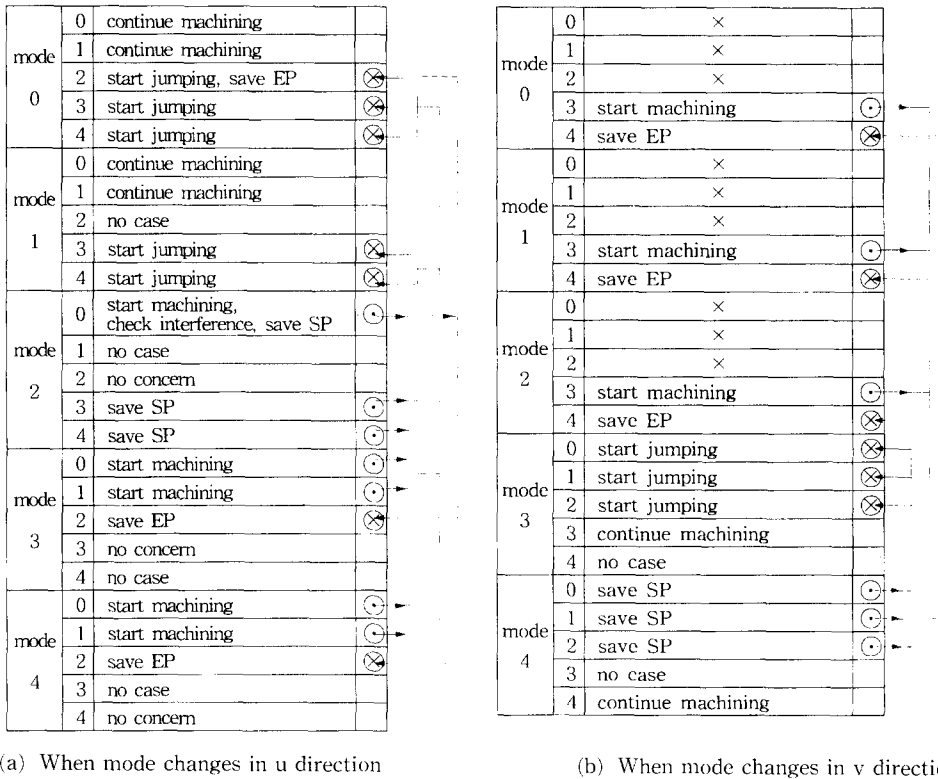 mode 0
0 continue machining
1 continue machining
2 start jumping, save EP
3 start jumping
4 start jumping
mode 1
0 continue machining
1 continue machining
2 no case
3 start jumping
4 start jumping
mode 2
0 start machining,
check interference, save SP
1 no case
2 no concern
3 save SP
4 save SP
mode 3
0 start machining
1 start machining
2 save EP
3 no concern
4 no case
mode 4
0 start machining
1 start machining
2 save EP
3 no case
4 no concern
(a) When mode changes in u direction
mode 0
0 ×
1 ×
2 ×
3 start machining
4 save EP
mode 1
0 ×
1 ×
2 ×
3 start machining
4 save EP
mode 2
0 ×
1 ×
2 ×
3 start machining
4 save EP
mode 3
0 start jumping
1 start jumping
2 start jumping
3 continue machining
4 no case
mode 4
0 save SP
1 save SP
2 save SP
3 no case
4 continue machining
(b) When mode changes in v directi